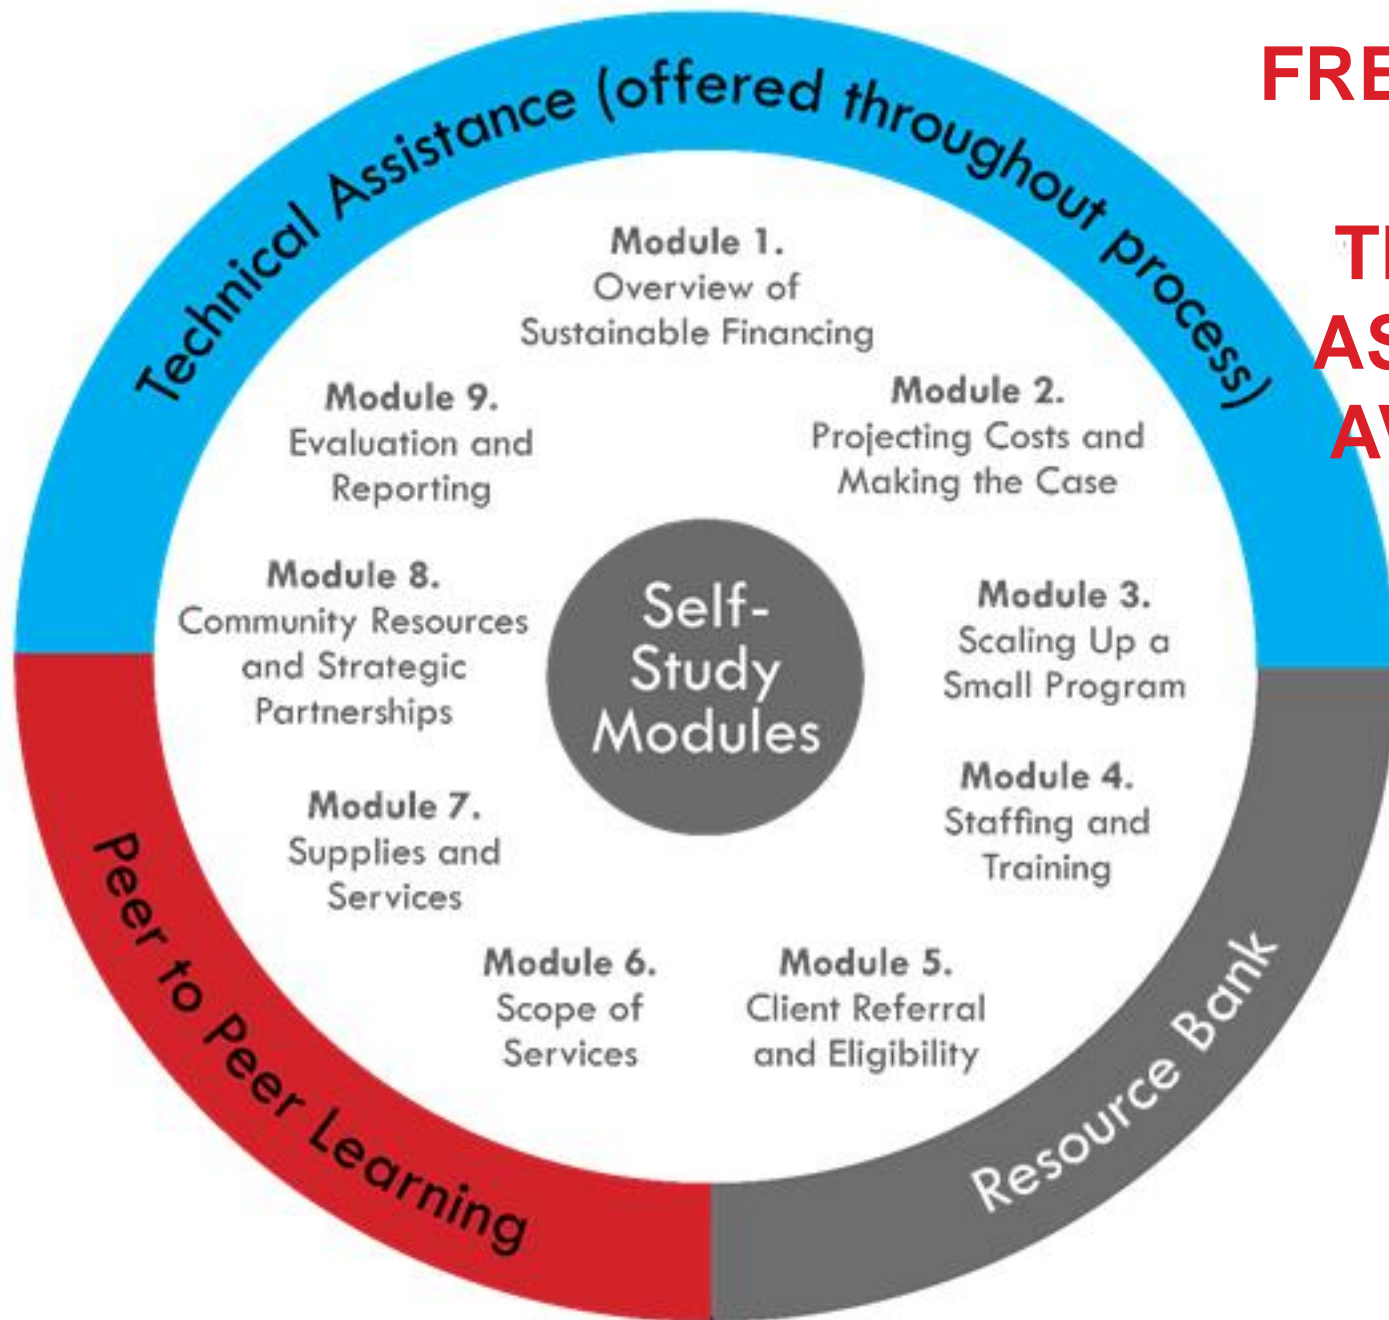 Technical Assistance (offered throughout process)
Module 1.
Overview of
Sustainable Financing
Module 2.
Projecting Costs and
Making the Case
Module 3.
Scaling Up a
Small Program
Module 4.
Staffing and
Training
Module 5.
Client Referral
and Eligibility
Module 6.
Scope of
Services
Module 7.
Supplies and
Services
Module 8.
Community Resources
and Strategic
Partnerships
Module 9.
Evaluation and
Reporting
Self-
Study
Modules
Peer to Peer Learning
Resource Bank